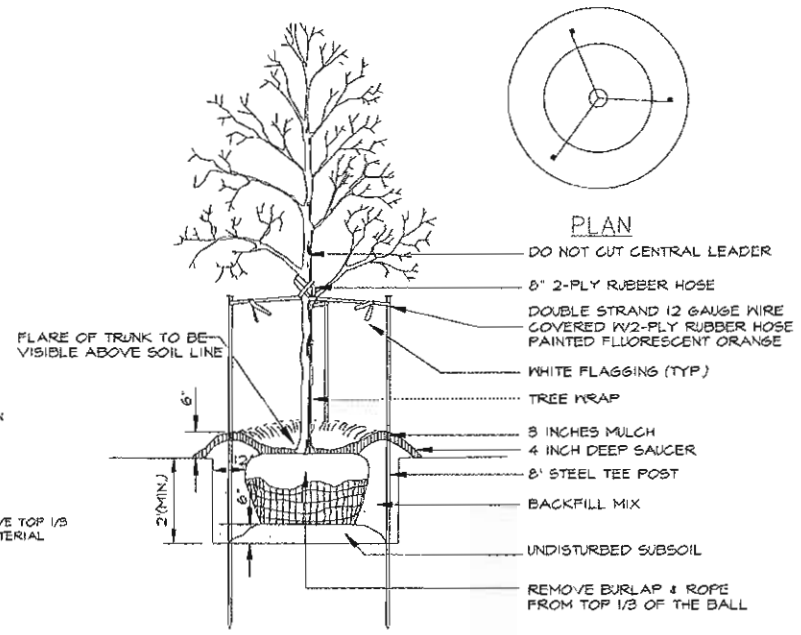 PLAN
DO NOT CUT CENTRAL LEADER
8" 2-PLY RUBBER HOSE
DOUBLE STRAND 12 GAUGE WIRE
COVERED W/2-PLY RUBBER HOSE
PAINTED FLUORESCENT ORANGE
FLARE OF TRUNK TO BE
VISIBLE ABOVE SOIL LINE
WHITE FLAGGING (TYP.)
TREE WRAP
6"
3 INCHES MULCH
4 INCH DEEP SAUCER
12"
8' STEEL TEE POST
2'(MIN.)
6"
BACKFILL MIX
TOP 1/3
UNDISTURBED SUBSOIL
REMOVE BURLAP & ROPE
FROM TOP 1/3 OF THE BALL